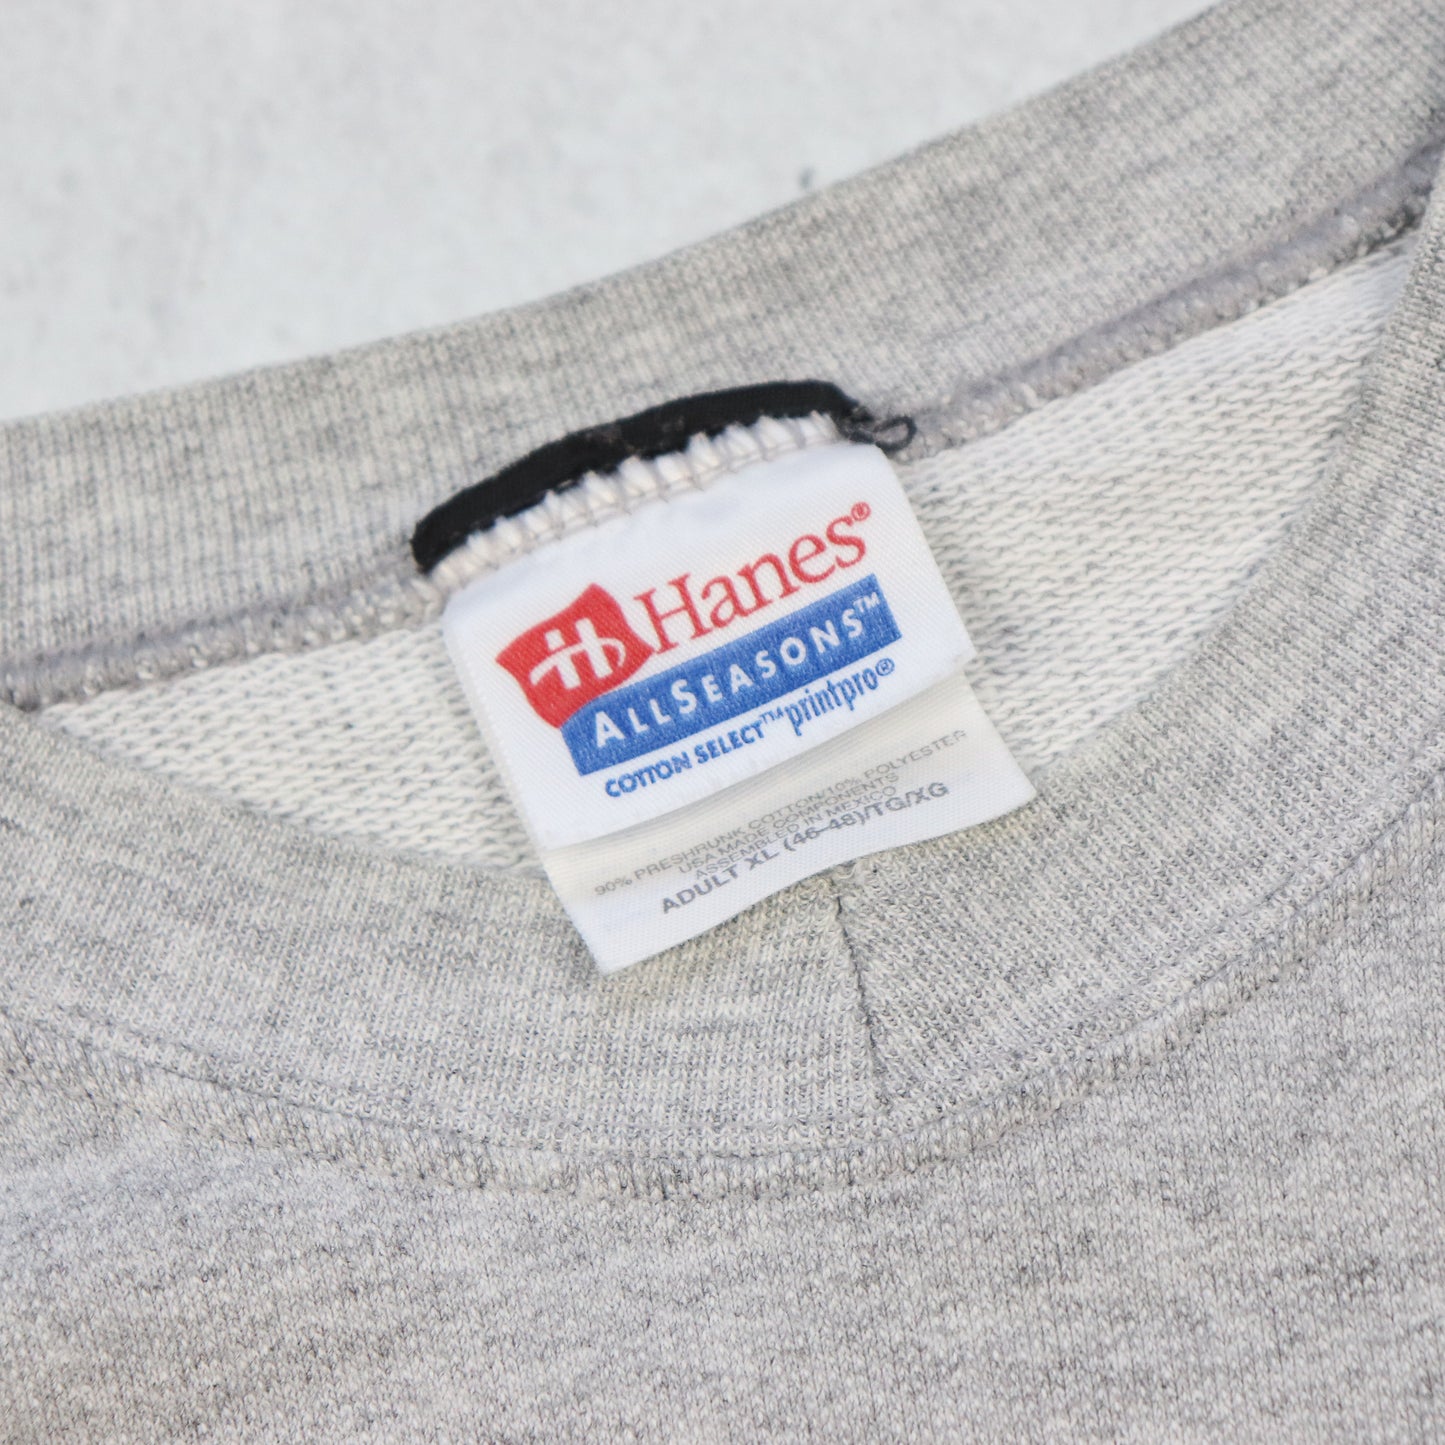 Hanes®
H
ALLSEASONS™
COTTON SELECT™ printpro®
90% PRESHRUNK COTTON/10% POLYESTER
USA MADE COMPONENTS
ASSEMBLED IN MEXICO
ADULT XL (46-48)/TG/XG